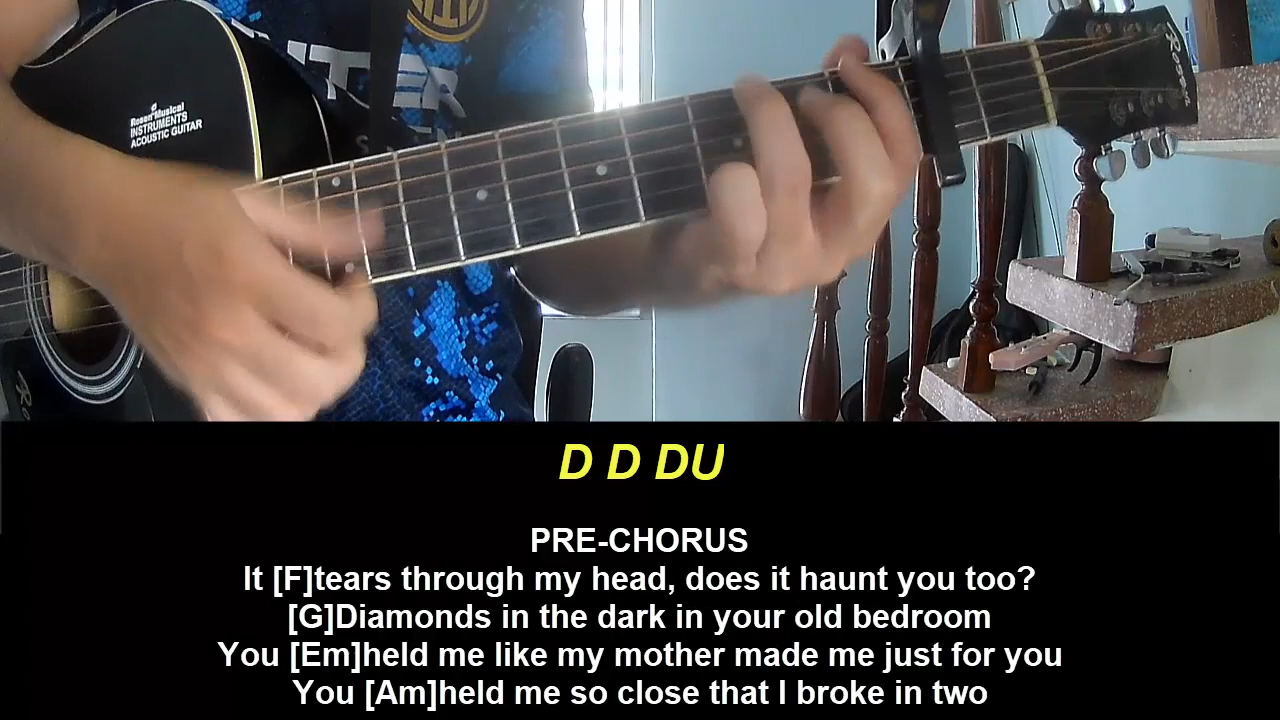 Rosen Musical
INSTRUMENTS
ACOUSTIC GUITAR
NTER
Rosen
D D DU
PRE-CHORUS
It [F]tears through my head, does it haunt you too?
[G]Diamonds in the dark in your old bedroom
You [Em]held me like my mother made me just for you
You [Am]held me so close that I broke in two